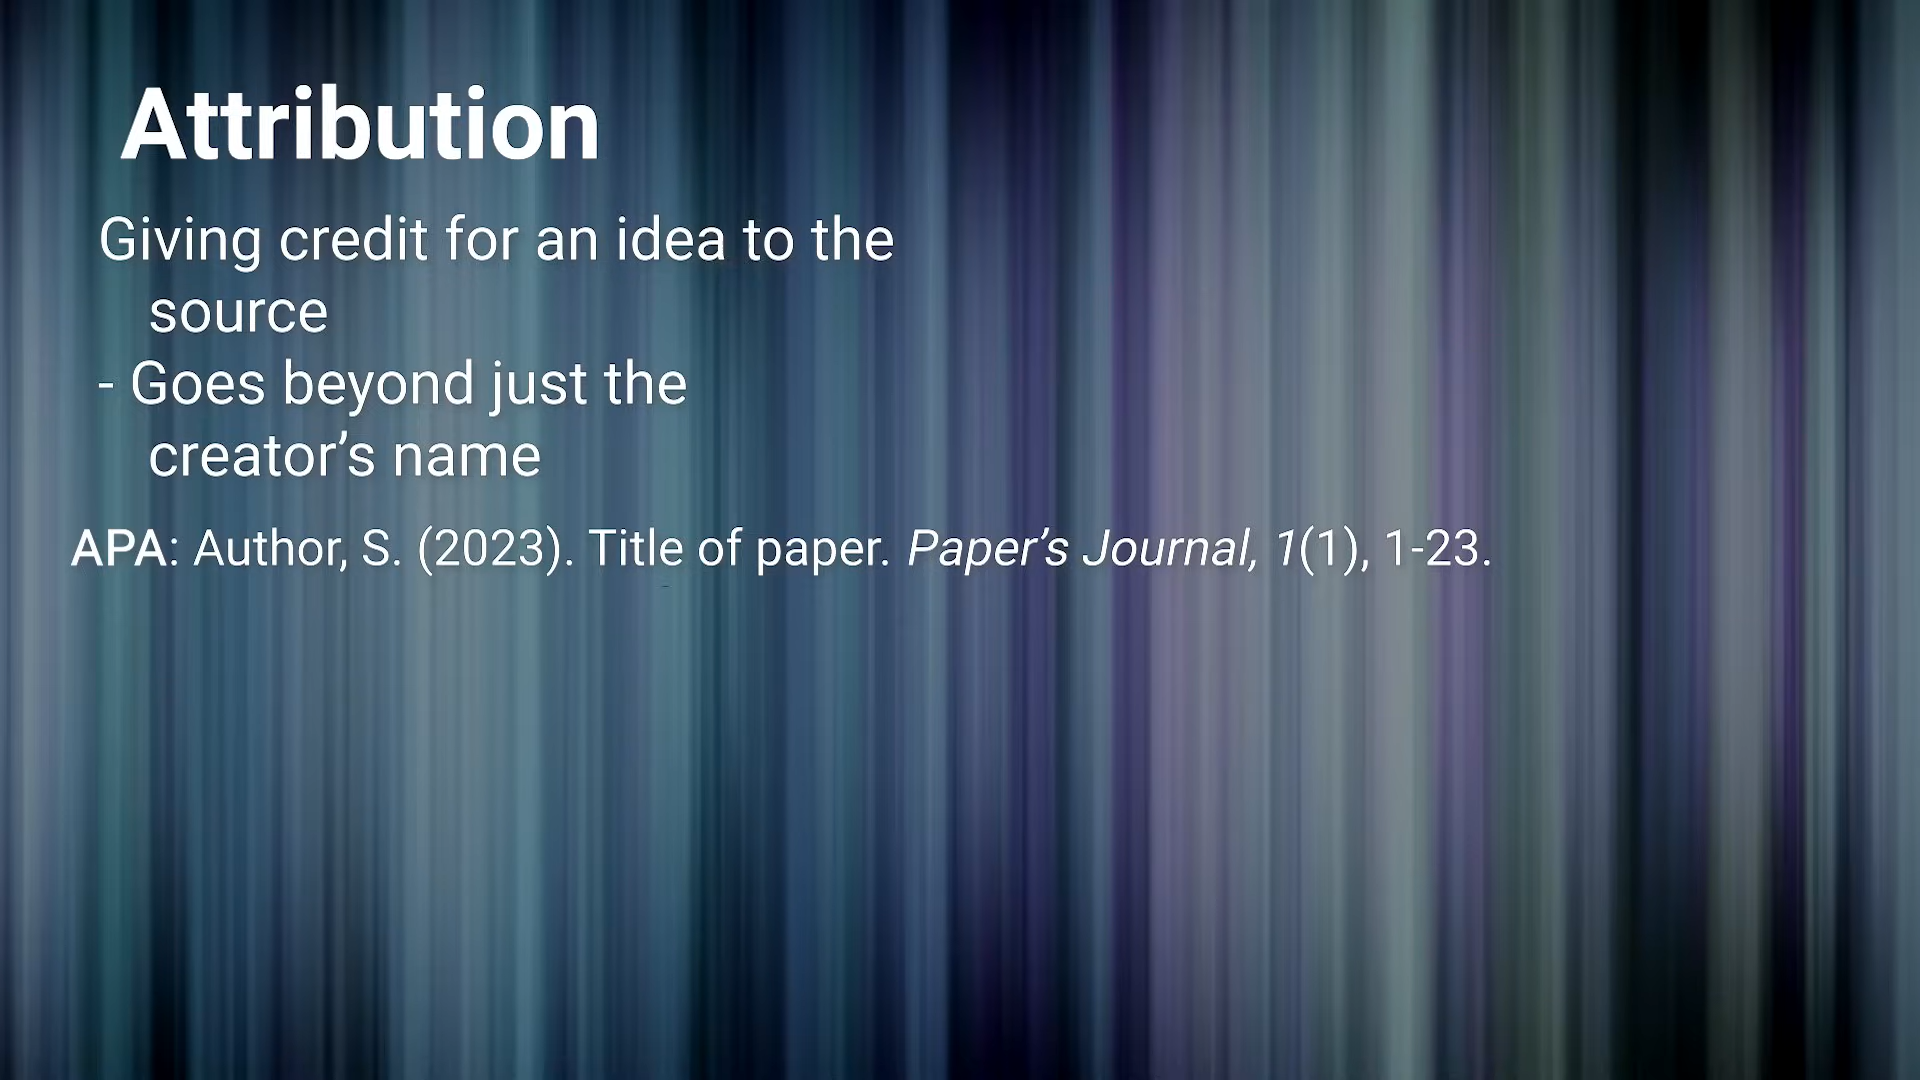 Attribution
Giving credit for an idea to the
source
- Goes beyond just the
creator’s name
APA: Author, S. (2023). Title of paper. Paper’s Journal, 1(1), 1-23.